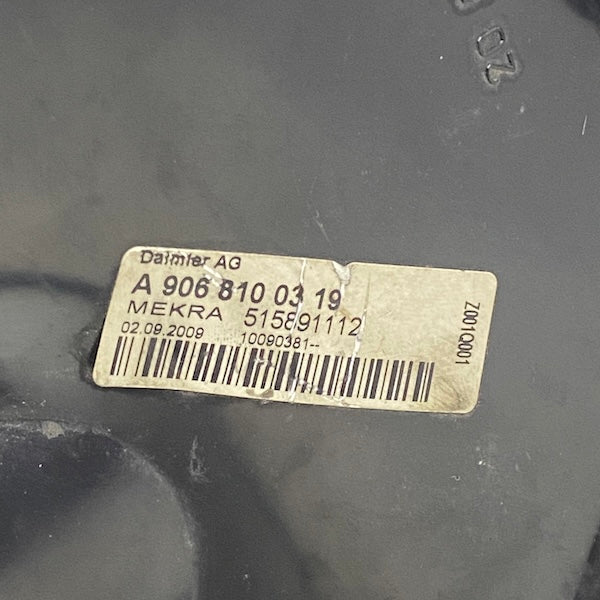 Daimler AG
A 906 810 03 19
MEKRA 515891112
02.09.2009 10090381--
Z001Q001